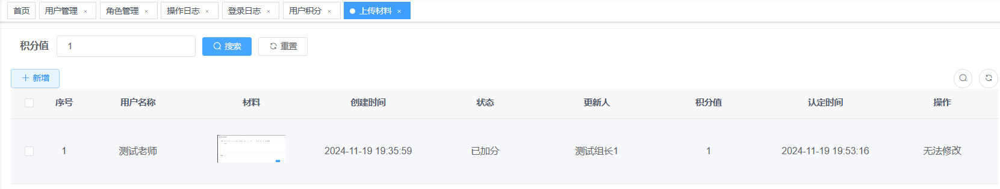 首页 用户管理 × 角色管理 × 操作日志 × 登录日志 × 用户积分 × 上传材料 ×
积分值 1 搜索 重置
+ 新增
序号 用户名称 材料 创建时间 状态 更新人 积分值 认定时间 操作
1 测试老师 2024-11-19 19:35:59 已加分 测试组长1 1 2024-11-19 19:53:16 无法修改